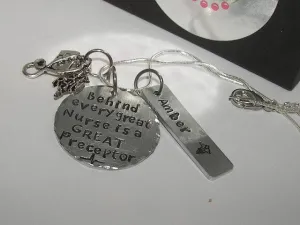 Behind
every great
Nurse is a
GREAT
preceptor
Amber